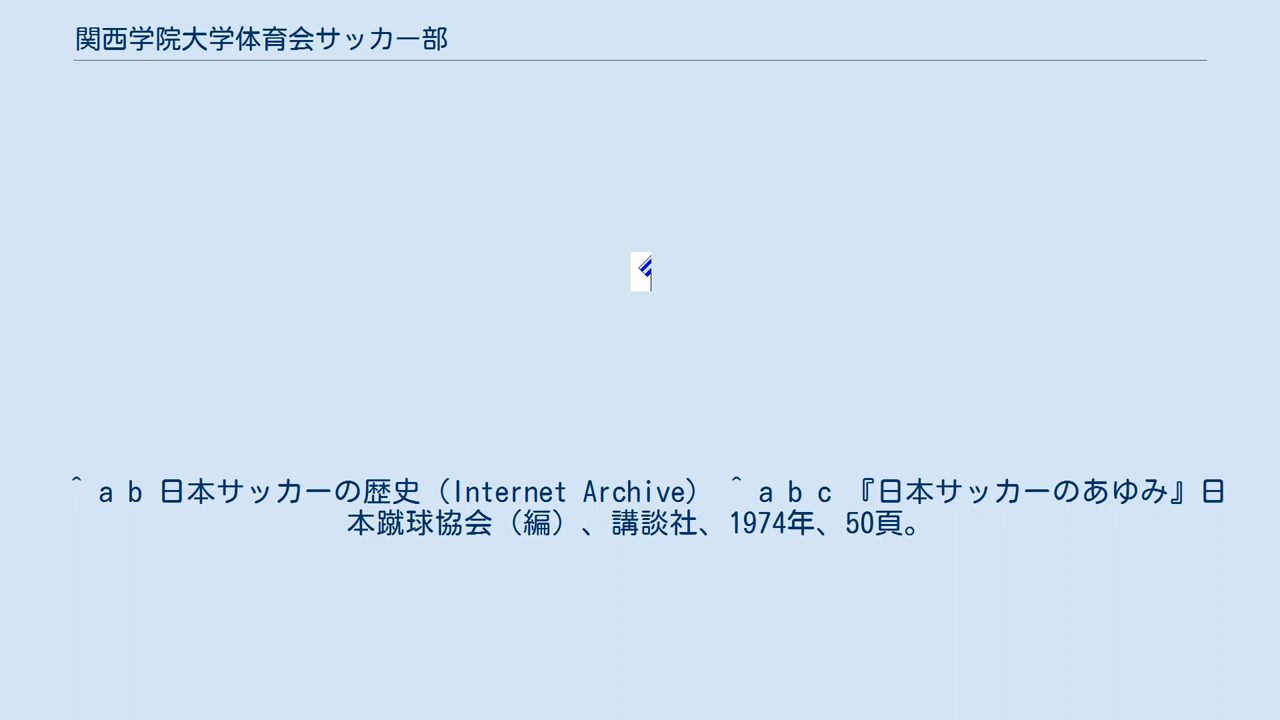 関西学院大学体育会サッカー部
^ a b 日本サッカーの歴史（Internet Archive） ^ a b c 『日本サッカーのあゆみ』日
本蹴球協会（編）、講談社、1974年、50頁。